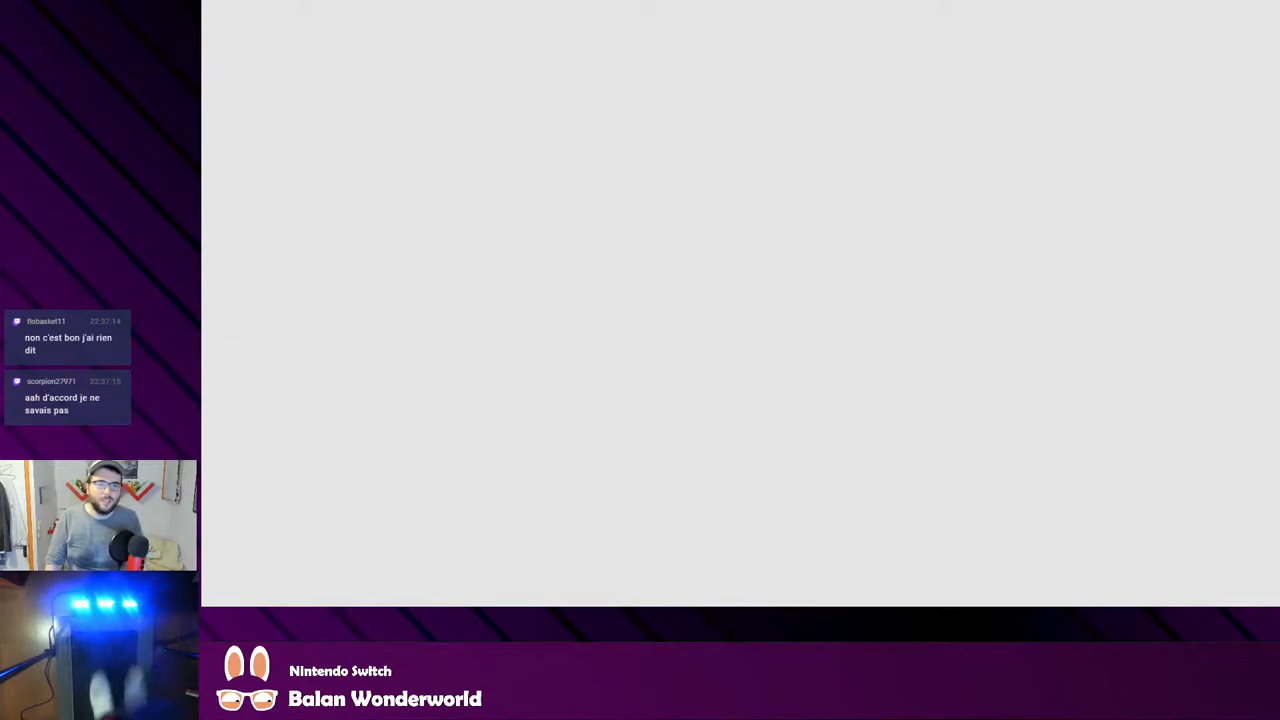 flobasket11 22:37:14
non c'est bon j'ai rien
dit
scorpion27971 22:37:15
aah d'accord je ne
savais pas
Nintendo Switch
Balan Wonderworld